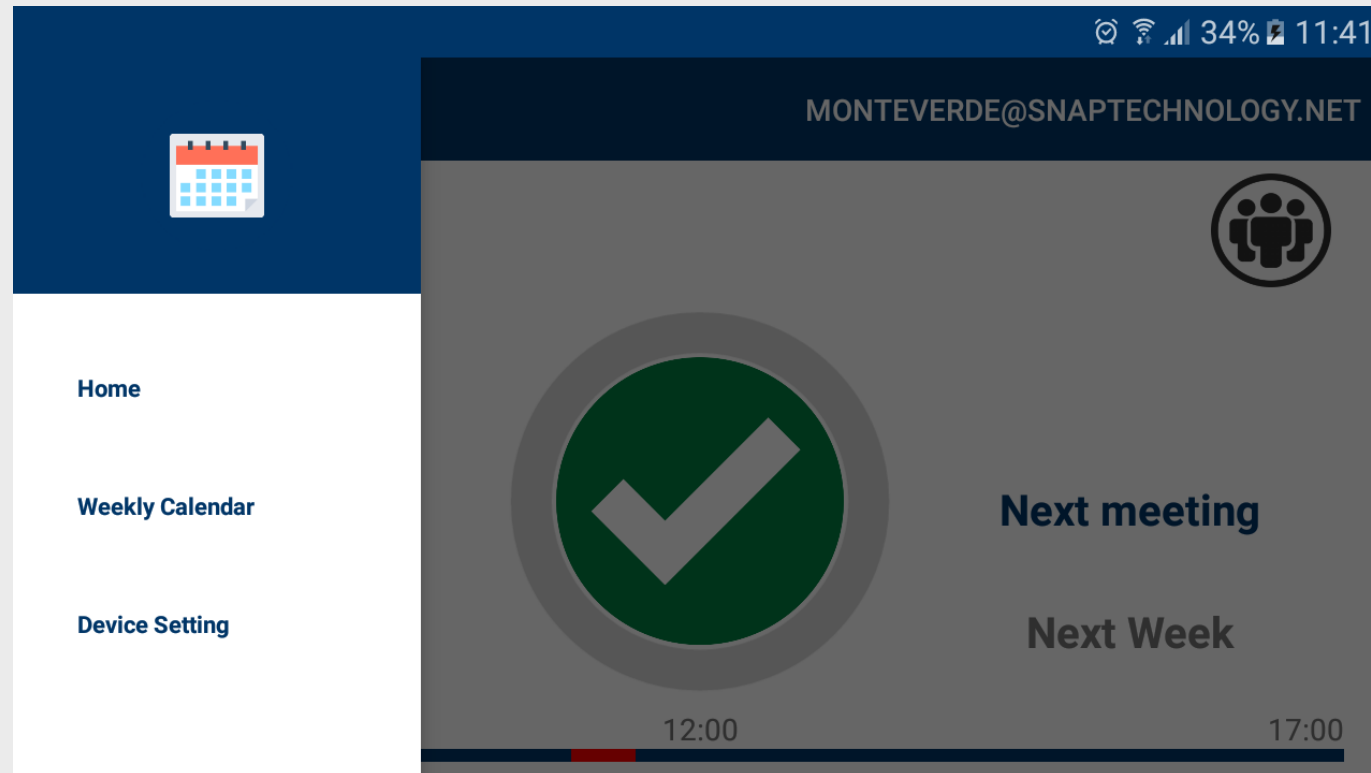 34% 11:41
MONTEVERDE@SNAPTECHNOLOGY.NET
Home
Weekly Calendar
Device Setting
Next meeting
Next Week
12:00
17:00